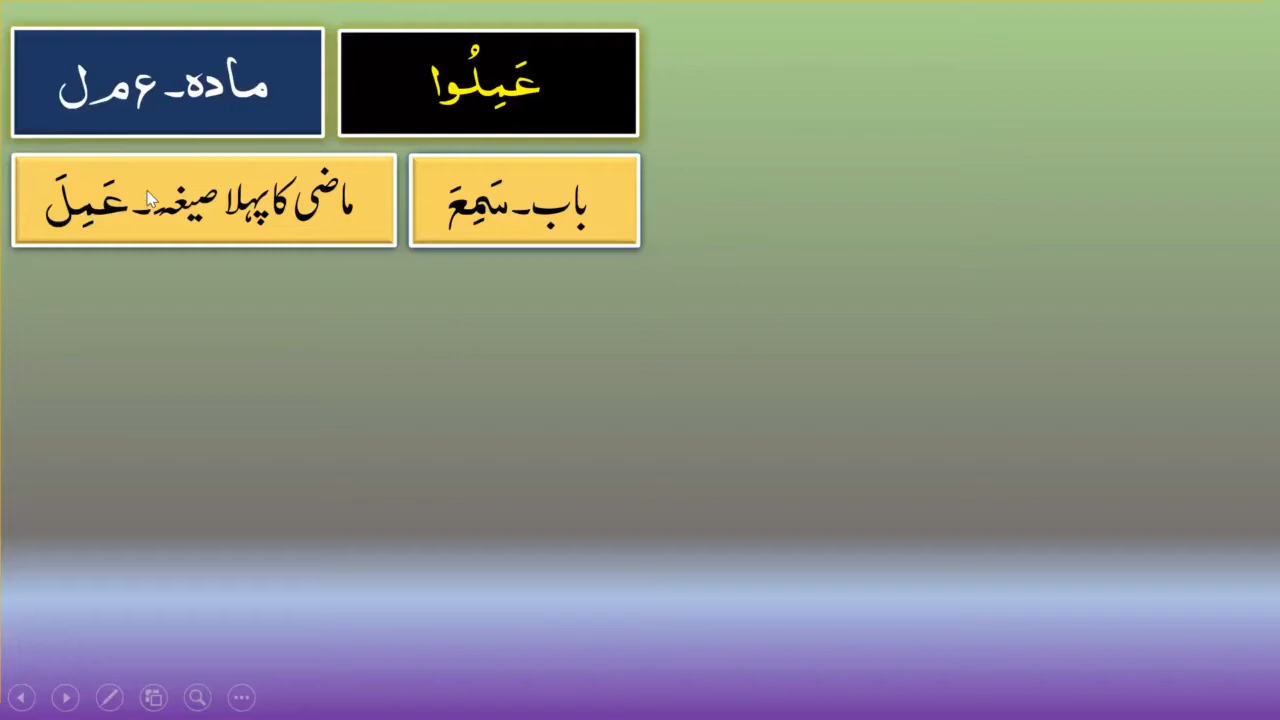 عَمِلُوا
مادہ۔ ع م ل
باب۔ سَمِعَ
ماضی کا پہلا صیغہ۔ عَمِلَ